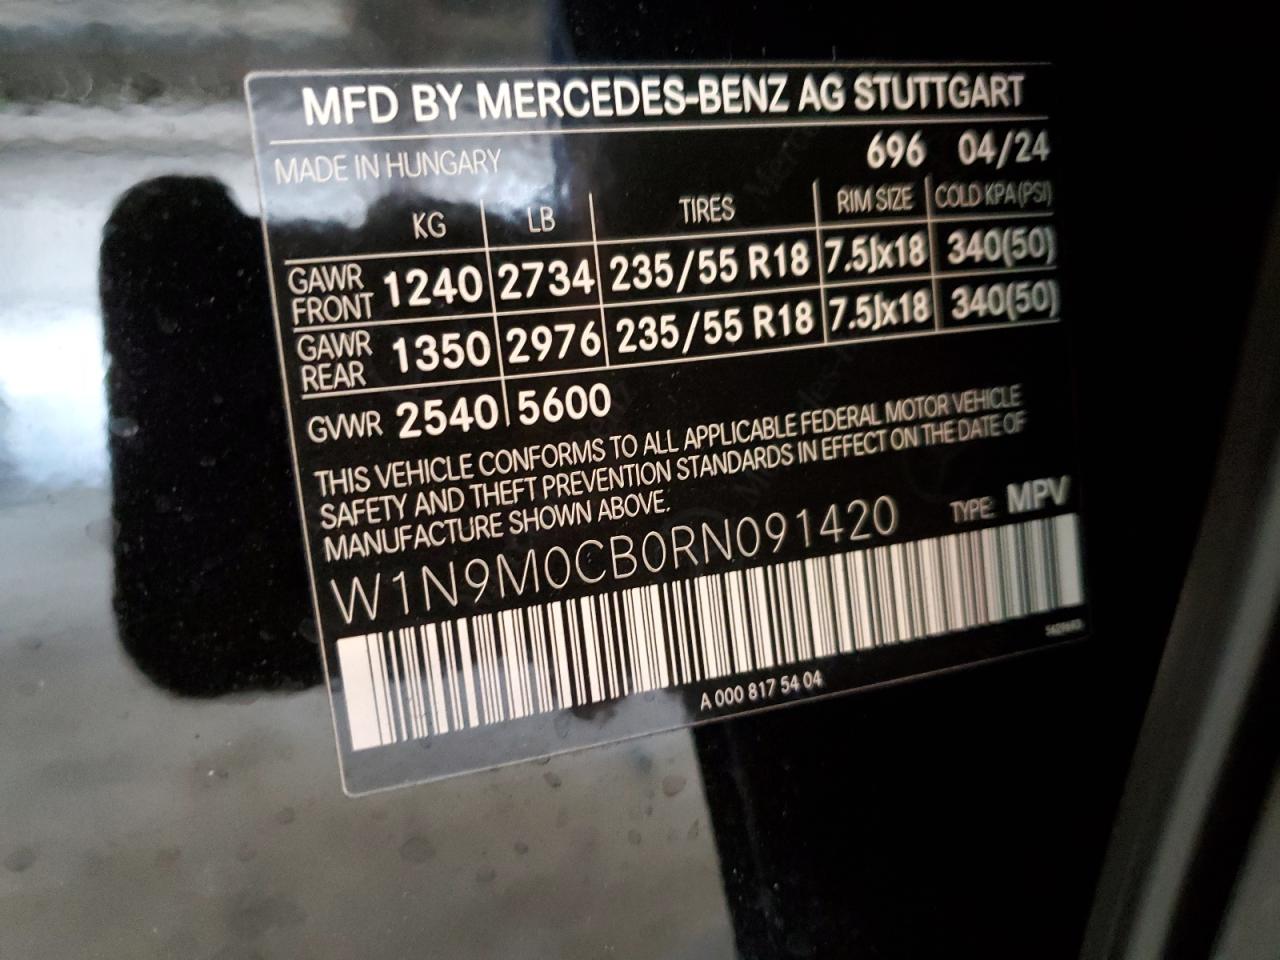 MFD BY MERCEDES-BENZ AG STUTTGART
MADE IN HUNGARY 696 04/24
KG LB TIRES RIM SIZE COLD KPA (PSI)
GAWR FRONT 1240 2734 235/55 R18 7.5Jx18 340(50)
GAWR REAR 1350 2976 235/55 R18 7.5Jx18 340(50)
GVWR 2540 5600
THIS VEHICLE CONFORMS TO ALL APPLICABLE FEDERAL MOTOR VEHICLE
SAFETY AND THEFT PREVENTION STANDARDS IN EFFECT ON THE DATE OF
MANUFACTURE SHOWN ABOVE.
W1N9M0CB0RN091420 TYPE: MPV
A 000 817 54 04